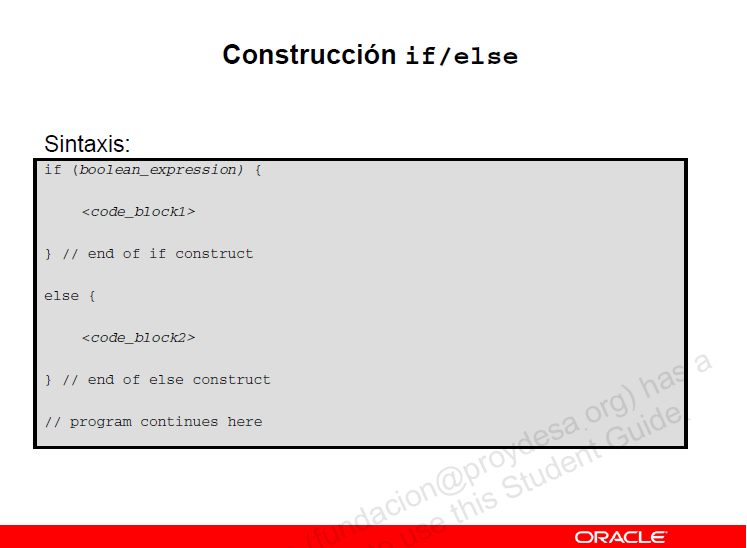 Construcción if/else
Sintaxis:
if (boolean_expression) {
<code_block1>
} // end of if construct
else {
<code_block2>
} // end of else construct
// program continues here
(fundacion@proydesa.org) has a
to use this Student Guide.
ORACLE